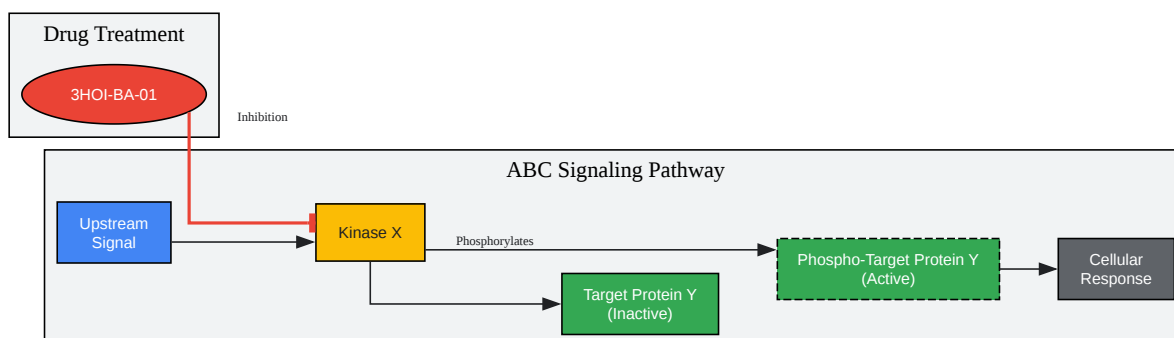 Drug Treatment
3HOI-BA-01
Inhibition
ABC Signaling Pathway
Upstream
Signal
Kinase X
Phosphorylates
Phospho-Target Protein Y
(Active)
Cellular
Response
Target Protein Y
(Inactive)